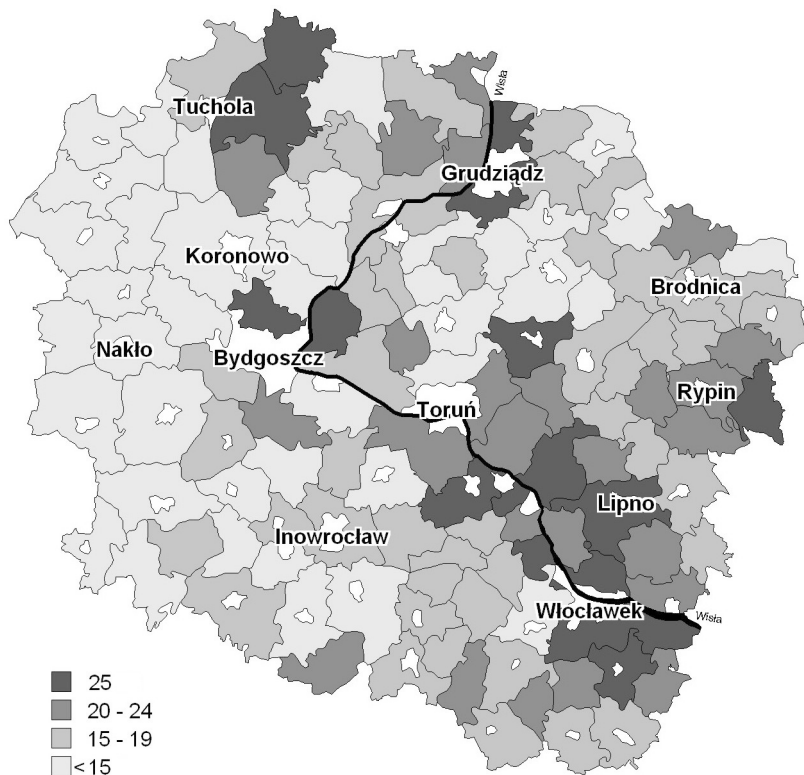 Wisła
Tuchola
Grudziądz
Koronowo
Brodnica
Nakło
Bydgoszcz
Rypin
Toruń
Lipno
Inowrocław
Włocławek
Wisła
25
20 - 24
15 - 19
<15